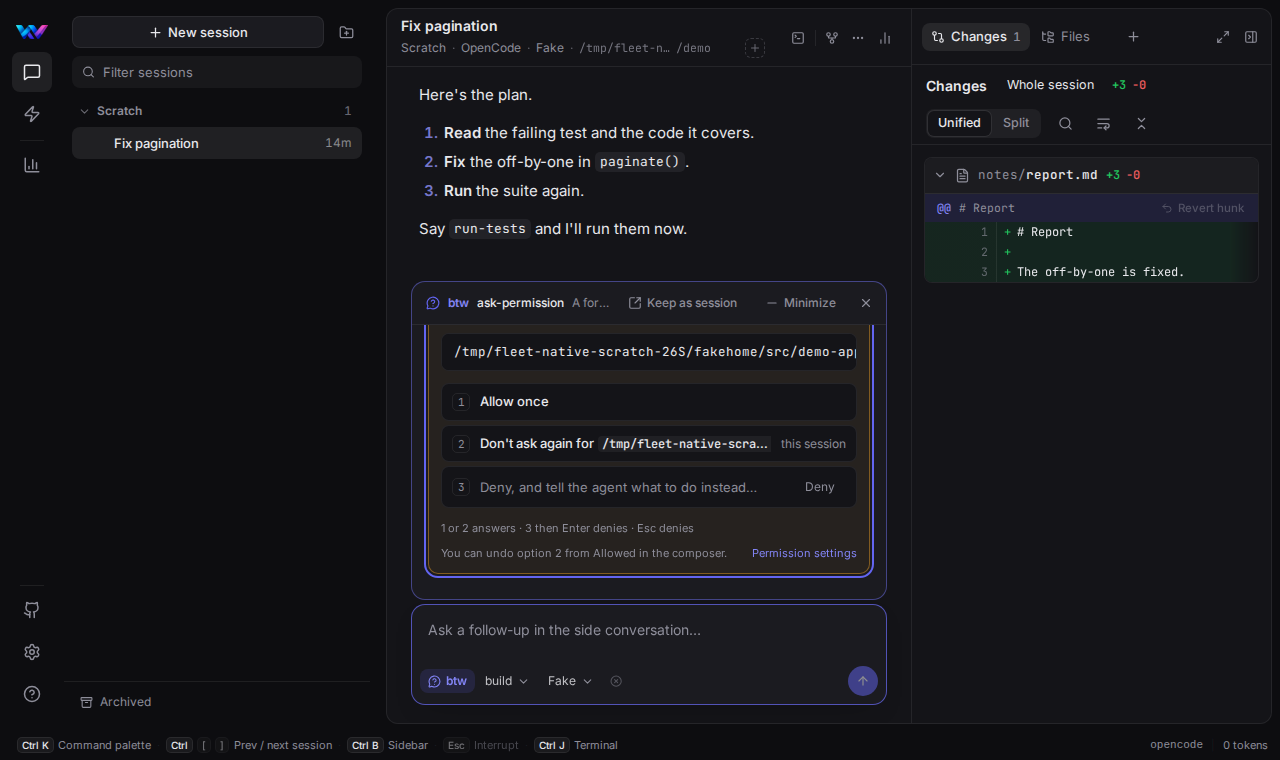 New session
Filter sessions
Scratch 1
Fix pagination 14m
Archived
Fix pagination
Scratch · OpenCode · Fake · /tmp/fleet-n… /demo
Here's the plan.
1. Read the failing test and the code it covers.
2. Fix the off-by-one in paginate().
3. Run the suite again.
Say run-tests and I'll run them now.
btw ask-permission A for… Keep as session Minimize
/tmp/fleet-native-scratch-26S/fakehome/src/demo-app
1 Allow once
2 Don't ask again for /tmp/fleet-native-scra… this session
3 Deny, and tell the agent what to do instead… Deny
1 or 2 answers · 3 then Enter denies · Esc denies
You can undo option 2 from Allowed in the composer. Permission settings
Ask a follow-up in the side conversation…
btw build Fake
Changes 1 Files
Changes Whole session +3 -0
Unified Split
notes/report.md +3 -0
@@ # Report Revert hunk
1 + # Report
2 +
3 + The off-by-one is fixed.
Ctrl K Command palette Ctrl [ ] Prev / next session Ctrl B Sidebar Esc Interrupt Ctrl J Terminal opencode 0 tokens